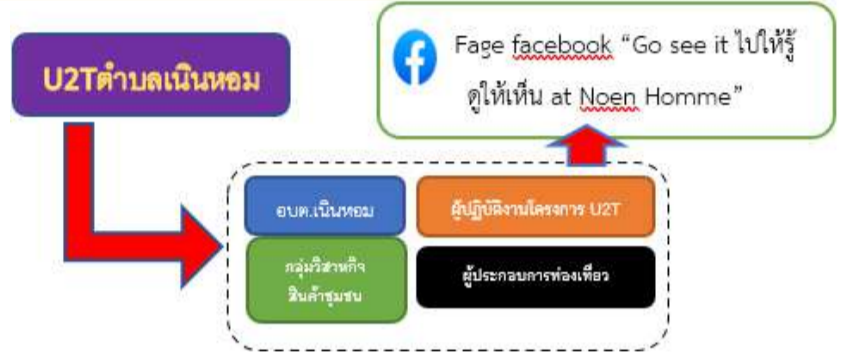 U2Tตำบลเนินหอม
Fage facebook “Go see it ไปให้รู้
ดูให้เห็น at Noen Homme”
อบต.เนินหอม
ผู้ปฏิบัติงานโครงการ U2T
กลุ่มวิสาหกิจ
สินค้าชุมชน
ผู้ประกอบการท่องเที่ยว